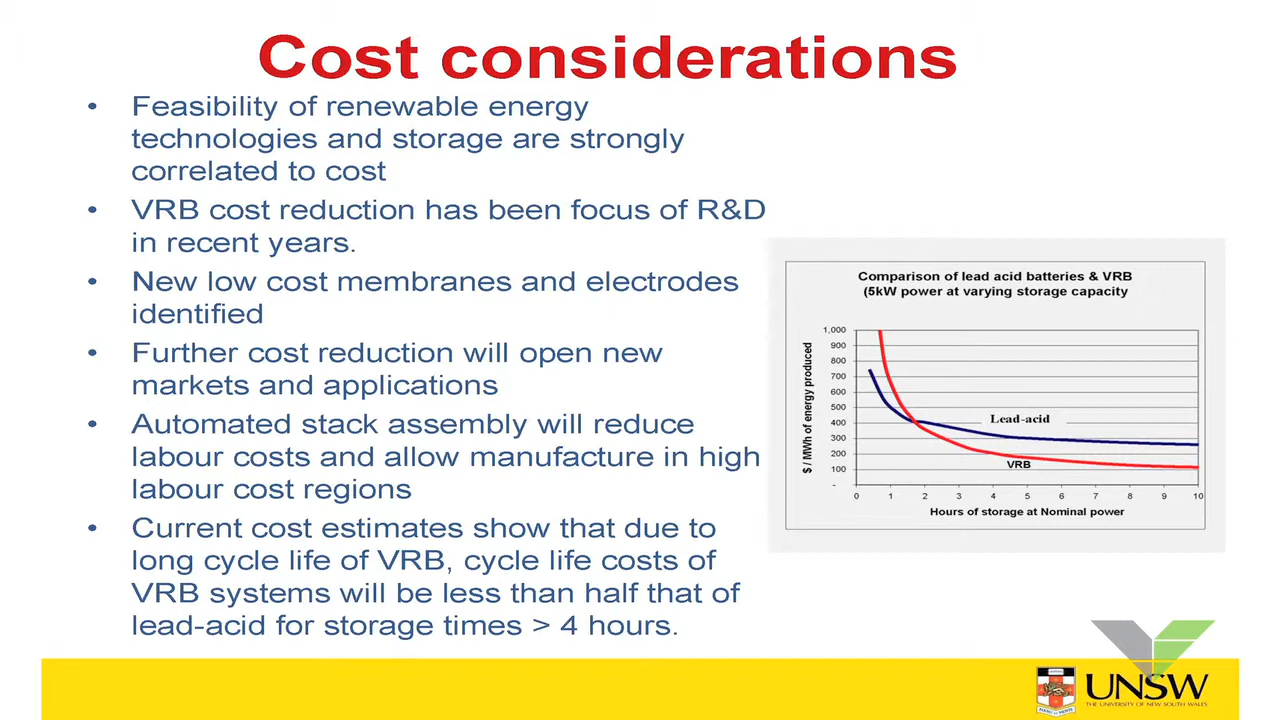 Cost considerations
• Feasibility of renewable energy
technologies and storage are strongly
correlated to cost
• VRB cost reduction has been focus of R&D
in recent years.
• New low cost membranes and electrodes
identified
• Further cost reduction will open new
markets and applications
• Automated stack assembly will reduce
labour costs and allow manufacture in high
labour cost regions
• Current cost estimates show that due to
long cycle life of VRB, cycle life costs of
VRB systems will be less than half that of
lead-acid for storage times > 4 hours.
Comparison of lead acid batteries & VRB
(5kW power at varying storage capacity
$ / MWh of energy produced
1,000
900
800
700
600
500
400
300
200
100
-
Lead-acid
VRB
0 1 2 3 4 5 6 7 8 9 10
Hours of storage at Nominal power
UNSW
THE UNIVERSITY OF NEW SOUTH WALES